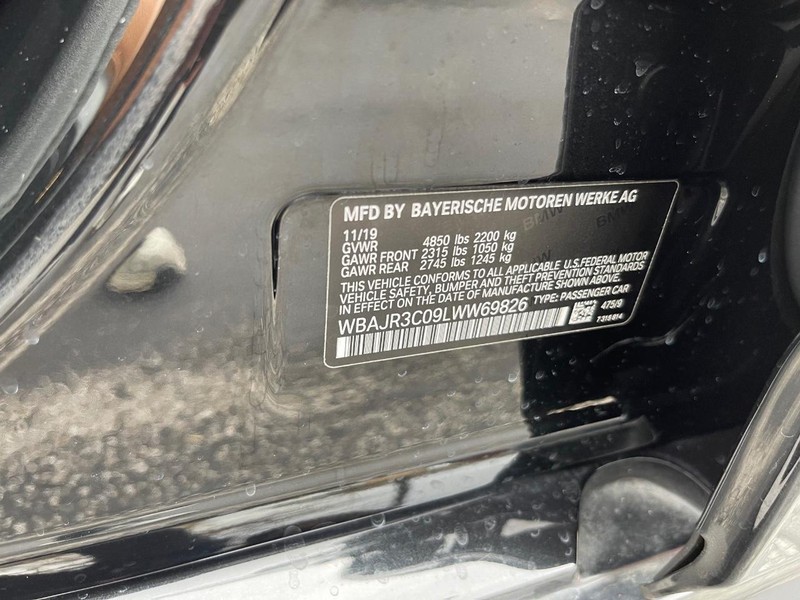 MFD BY BAYERISCHE MOTOREN WERKE AG
11/19
GVWR 4850 lbs 2200 kg
GAWR FRONT 2315 lbs 1050 kg
GAWR REAR 2745 lbs 1245 kg
THIS VEHICLE CONFORMS TO ALL APPLICABLE U.S.FEDERAL MOTOR
VEHICLE SAFETY, BUMPER AND THEFT PREVENTION STANDARDS
IN EFFECT ON THE DATE OF MANUFACTURE SHOWN ABOVE.
WBAJR3C09LWW69826 TYPE: PASSENGER CAR
475/9